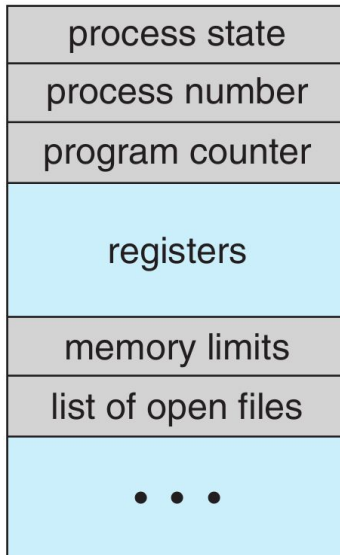 process state
process number
program counter
registers
memory limits
list of open files
• • •